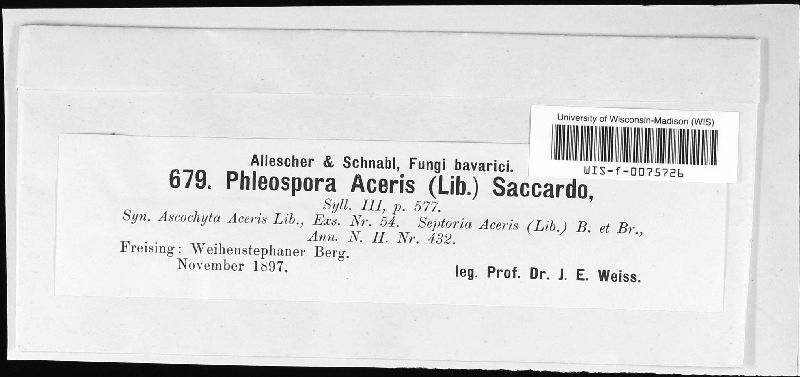 University of Wisconsin-Madison (WIS)
WIS-f-0075726
Allescher & Schnabl, Fungi bavarici.
679. Phleospora Aceris (Lib.) Saccardo,
Syll. III, p. 577.
Syn. Ascochyta Aceris Lib., Exs. Nr. 54. Septoria Aceris (Lib.) B. et Br.,
Ann. N. H. Nr. 432.
Freising: Weihenstephaner Berg.
November 1897.
leg. Prof. Dr. J. E. Weiss.